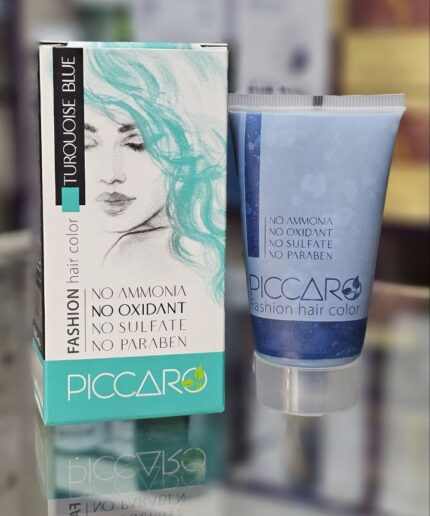 TURQUOISE BLUE
FASHION hair color
NO AMMONIA
NO OXIDANT
NO SULFATE
NO PARABEN
PICCARO
NO AMMONIA
NO OXIDANT
NO SULFATE
NO PARABEN
PICCARO
Fashion hair color